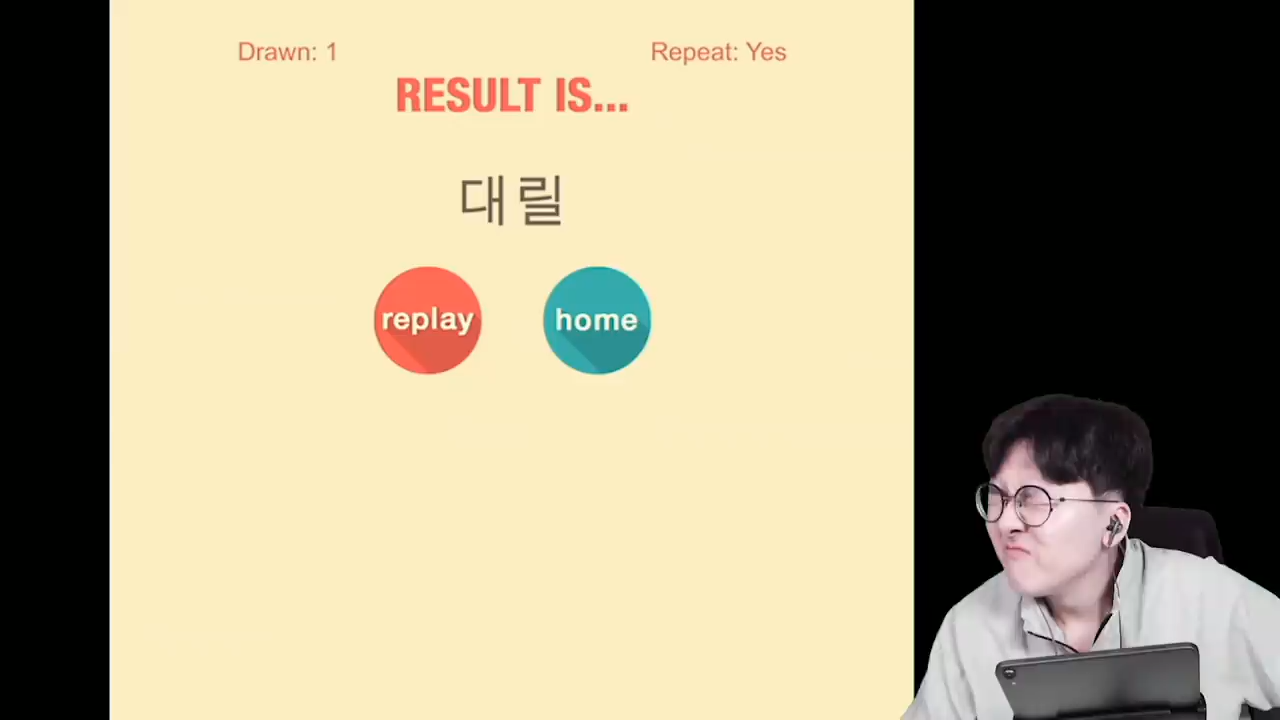 Drawn: 1 Repeat: Yes
RESULT IS...
대릴
replay home